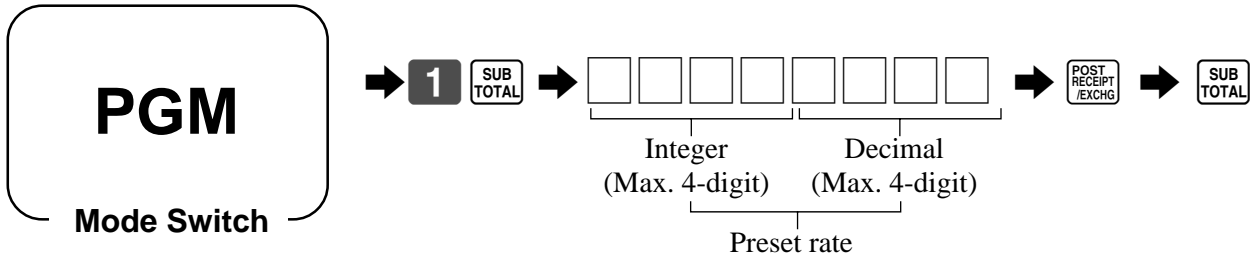 PGM
Mode Switch
1
SUB
TOTAL
POST
RECEIPT
/EXCHG
SUB
TOTAL
Integer
(Max. 4-digit)
Decimal
(Max. 4-digit)
Preset rate